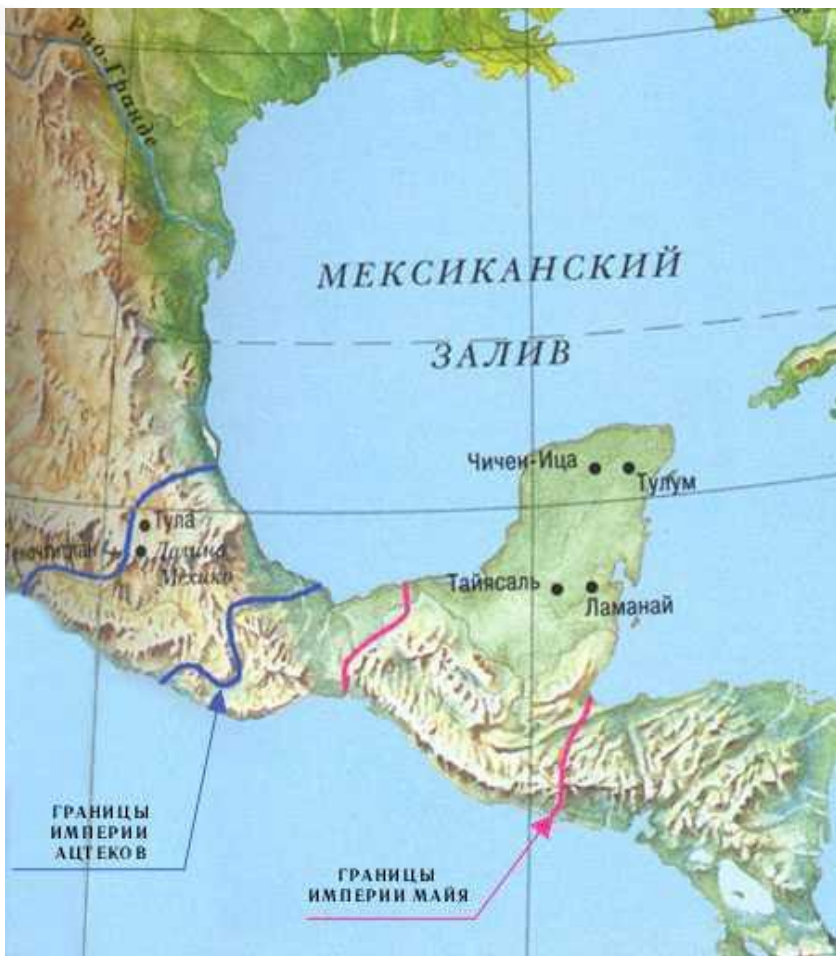 Рио-Гранде
МЕКСИКАНСКИЙ
ЗАЛИВ
Чичен-Ица
Тулум
Тула
Долина
Мехико
Тайясаль
Ламанай
ГРАНИЦЫ
ИМПЕРИИ
АЦТЕКОВ
ГРАНИЦЫ
ИМПЕРИИ МАЙЯ